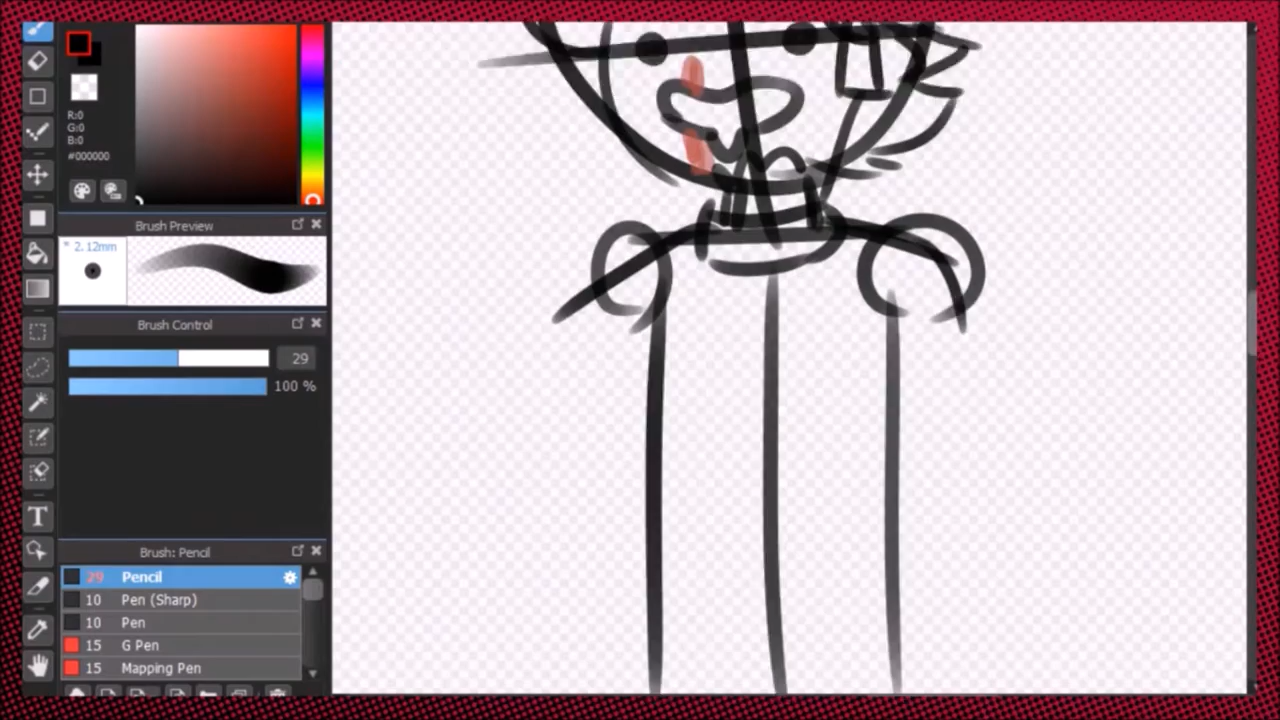 R:0
G:0
B:0
#000000
Brush Preview
* 2.12mm
Brush Control
29
100 %
Brush: Pencil
29 Pencil
10 Pen (Sharp)
10 Pen
15 G Pen
15 Mapping Pen
T